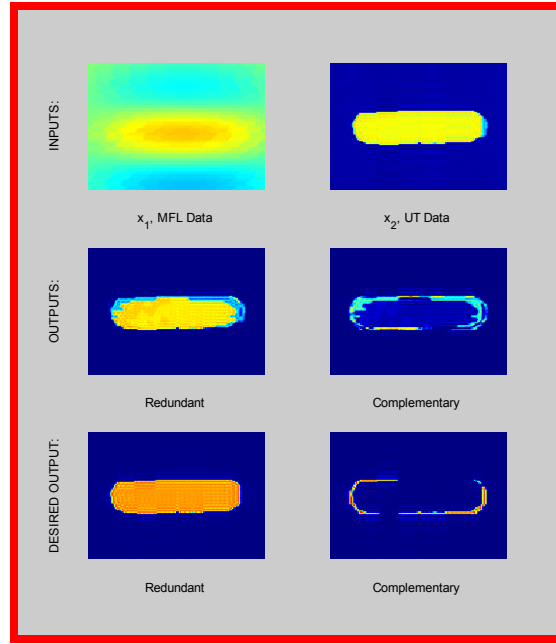 INPUTS:
x1, MFL Data
x2, UT Data
OUTPUTS:
Redundant
Complementary
DESIRED OUTPUT:
Redundant
Complementary